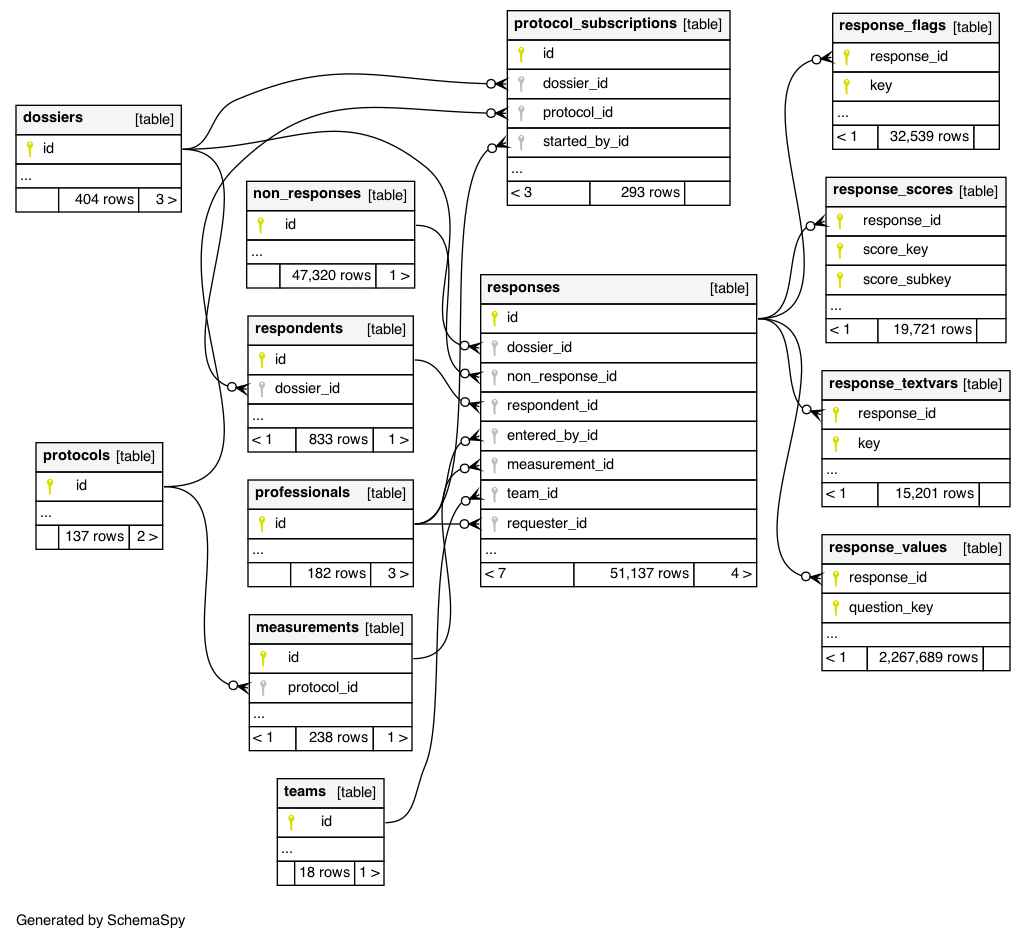 protocol_subscriptions [table]
id
dossier_id
protocol_id
started_by_id
...
< 3 293 rows
response_flags [table]
response_id
key
...
< 1 32,539 rows
dossiers [table]
id
...
404 rows 3 >
non_responses [table]
id
...
47,320 rows 1 >
response_scores [table]
response_id
score_key
score_subkey
...
< 1 19,721 rows
responses [table]
id
dossier_id
non_response_id
respondent_id
entered_by_id
measurement_id
team_id
requester_id
...
< 7 51,137 rows 4 >
respondents [table]
id
dossier_id
...
< 1 833 rows 1 >
response_textvars [table]
response_id
key
...
< 1 15,201 rows
protocols [table]
id
...
137 rows 2 >
professionals [table]
id
...
182 rows 3 >
response_values [table]
response_id
question_key
...
< 1 2,267,689 rows
measurements [table]
id
protocol_id
...
< 1 238 rows 1 >
teams [table]
id
...
18 rows 1 >
Generated by SchemaSpy